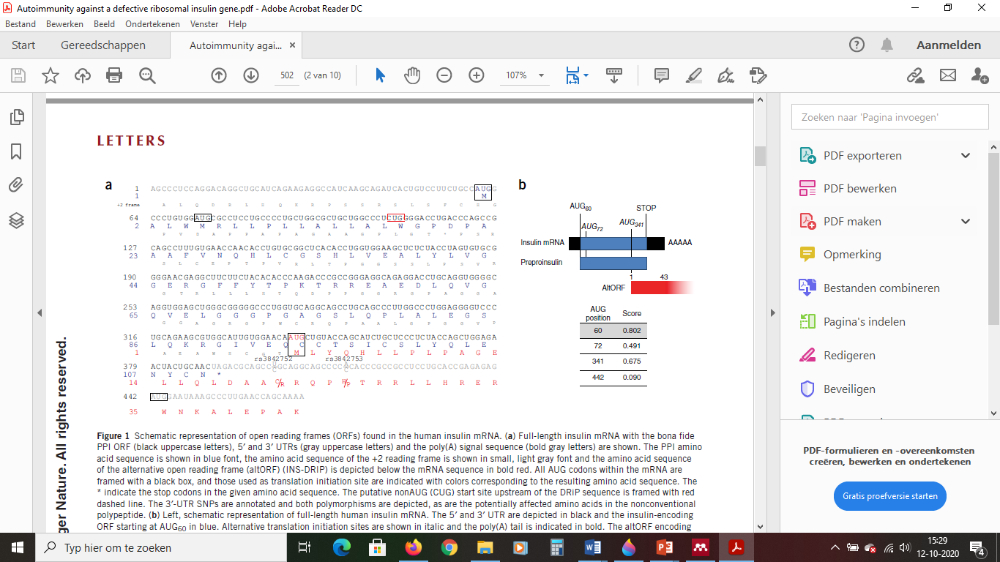 Autoimmunity against a defective ribosomal insulin gene.pdf - Adobe Acrobat Reader DC
Bestand Bewerken Beeld Ondertekenen Venster Help
Start Gereedschappen Autoimmunity agai... × Aanmelden
502 (2 van 10) 107%
LETTERS
a
1 AGCCCUCCAGGACAGGCUGCAUCAGAAGAGGCCAUCAAGCAGAUCACUGUCCUUCUGCCAUGG
1 M
+2 frame A L Q D R L H Q K R P S S R S L S F C H G
64 CCCUGUGGAUGCGCCUCCUGCCCCUGCUGGCGCUGCUGGCCCUCUGGGGACCUGACCCAGCCG
2 A L W M R L L P L L A L L A L W G P D P A
127 CAGCCUUUGUGAACCAACACCUGUGCGGCUCACACCUGGUGGAAGCUCUCUACCUAGUGUGCG
23 A A F V N Q H L C G S H L V E A L Y L V G
190 GGGAACGAGGCUUCUUCUACACACCCAAGACCCGCCGGGAGGCAGAGGACCUGCAGGUGGGGC
44 G E R G F F Y T P K T R R E A E D L Q V G
253 AGGUGGAGCUGGGCGGGGGCCCUGGUGCAGGCAGCCUGCAGCCCUUGGCCCUGGAGGGGUCCC
65 Q V E L G G G P G A G S L Q P L A L E G S
316 UGCAGAAGCGUGGCAUUGUGGAACAAUGCUGUACCAGCAUCUGCUCCCUCUACCAGCUGGAGA
86 L Q K R G I V E Q C C T S I C S L Y Q L E
1 M L Y Q H L L P L P A G E
rs3842752 rs3842753
379 ACUACUGCAACUAGACGCAGCCYGCAGGCAGCCCCMCACCCGCCGCCUCCUGCACCGAGAGAG
107 N Y C N *
14 L L Q L D A A C/R R Q P H/P T R R L L H R E R
442 AUGGAAUAAAGCCCUUGAACCAGCAAAA
35 W N K A L E P A K
b
AUG60 STOP
AUG72 AUG341
Insulin mRNA AAAAA
Preproinsulin
1 43
AltORF
AUG position Score
60 0.802
72 0.491
341 0.675
442 0.090
Figure 1 Schematic representation of open reading frames (ORFs) found in the human insulin mRNA. (a) Full-length insulin mRNA with the bona fide
PPI ORF (black uppercase letters), 5′ and 3′ UTRs (gray uppercase letters) and the poly(A) signal sequence (bold gray letters) are shown. The PPI amino
acid sequence is shown in blue font, the amino acid sequence of the +2 reading frame is shown in small, light gray font and the amino acid sequence
of the alternative open reading frame (altORF) (INS-DRIP) is depicted below the mRNA sequence in bold red. All AUG codons within the mRNA are
framed with a black box, and those used as translation initiation site are indicated with colors corresponding to the resulting amino acid sequence. The
* indicate the stop codons in the given amino acid sequence. The putative nonAUG (CUG) start site upstream of the DRiP sequence is framed with red
dashed line. The 3′-UTR SNPs are annotated and both polymorphisms are depicted, as are the potentially affected amino acids in the nonconventional
polypeptide. (b) Left, schematic representation of full-length human insulin mRNA. The 5′ and 3′ UTR are depicted in black and the insulin-encoding
ORF starting at AUG60 in blue. Alternative translation initiation sites are shown in italic and the poly(A) tail is indicated in bold. The altORF encoding
ger Nature. All rights reserved.
Zoeken naar 'Pagina invoegen'
PDF exporteren
PDF bewerken
PDF maken
Opmerking
Bestanden combineren
Pagina's indelen
Redigeren
Beveiligen
PDF-formulieren en -overeenkomsten
creëren, bewerken en ondertekenen
Gratis proefversie starten
Typ hier om te zoeken
15:29
12-10-2020
4